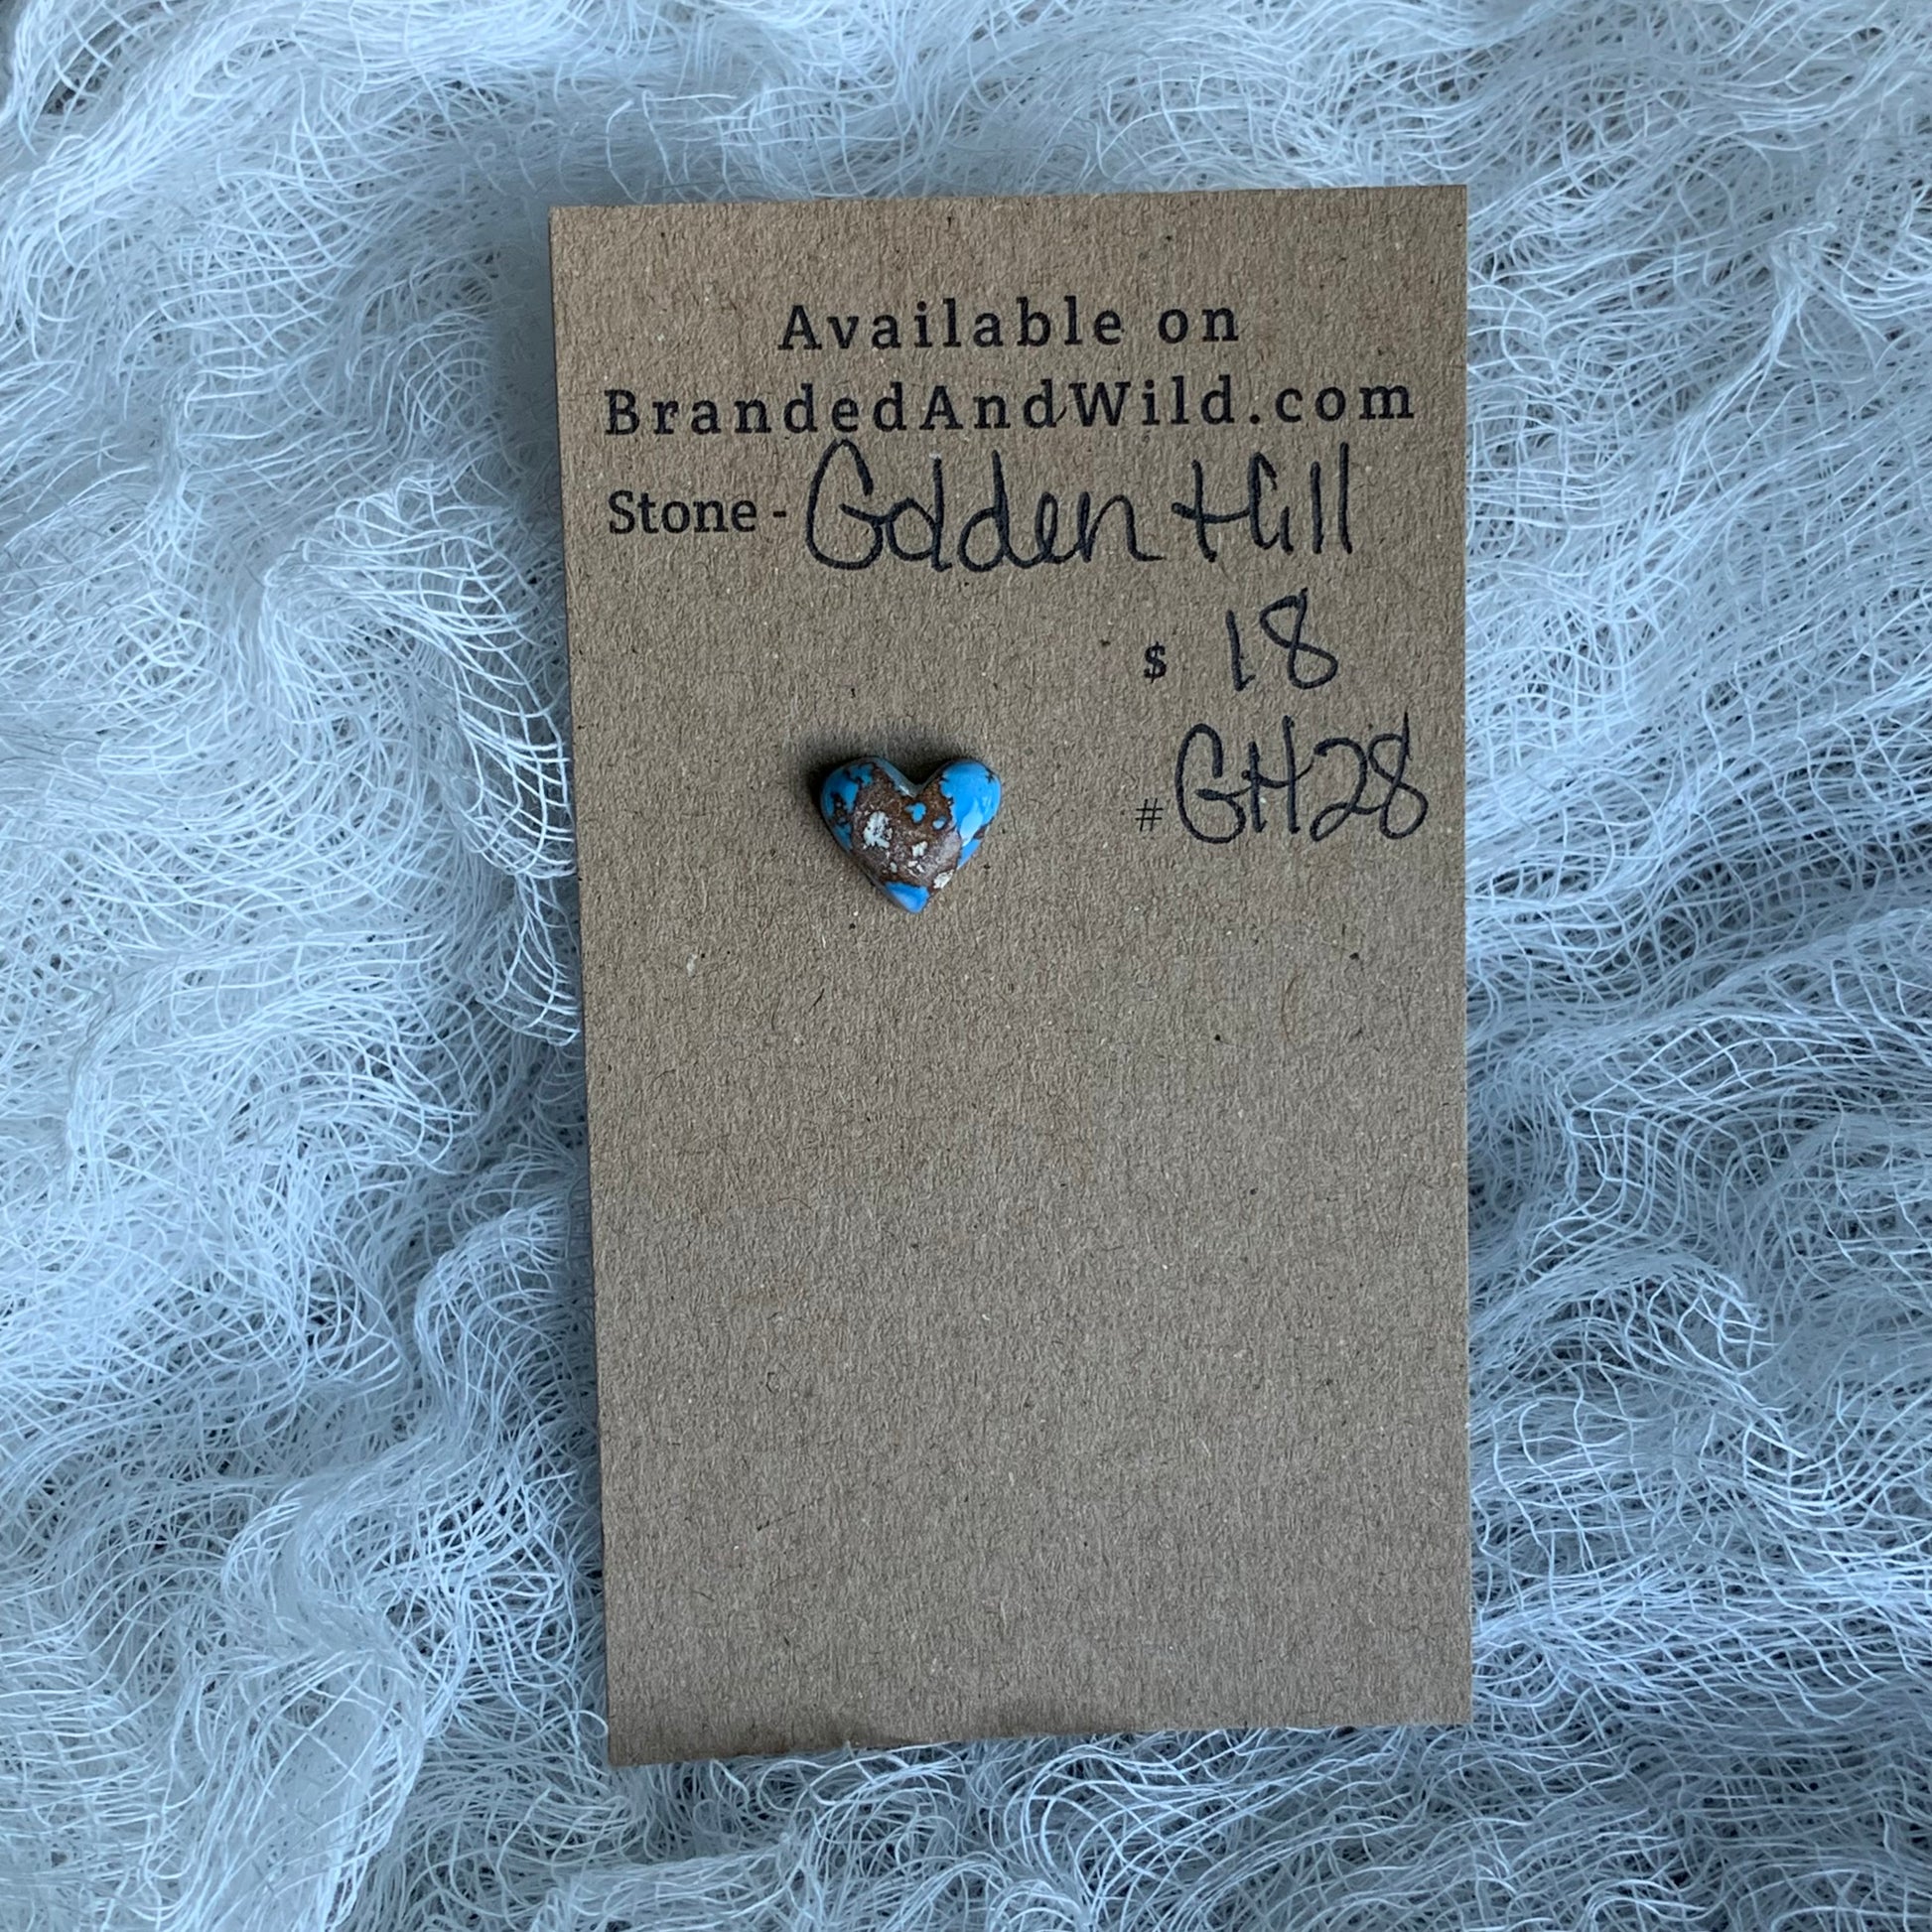 Available on
BrandedAndWild.com
Stone - Golden Hill
$ 18
# GH28